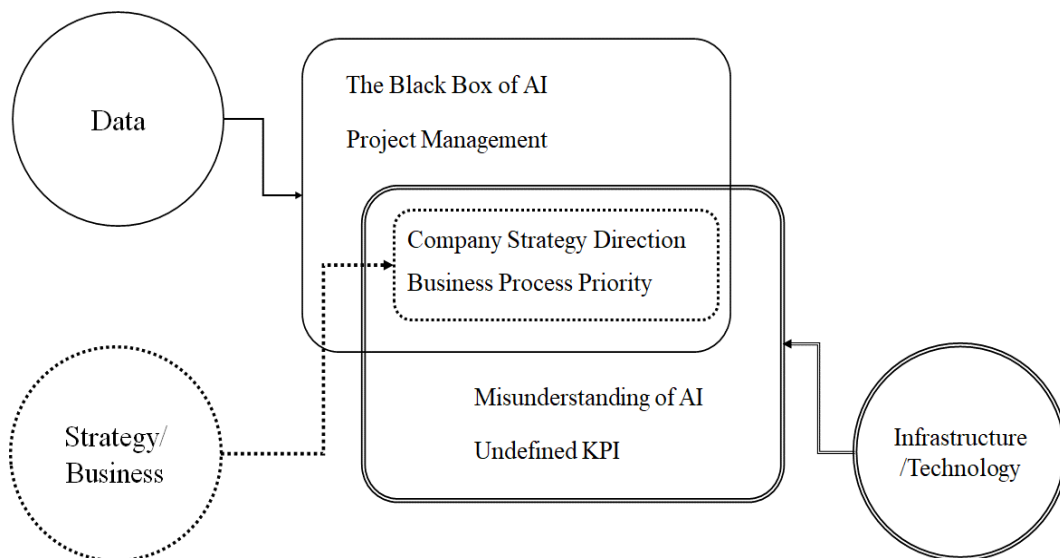 Data
The Black Box of AI
Project Management
Company Strategy Direction
Business Process Priority
Strategy/
Business
Misunderstanding of AI
Undefined KPI
Infrastructure
/Technology